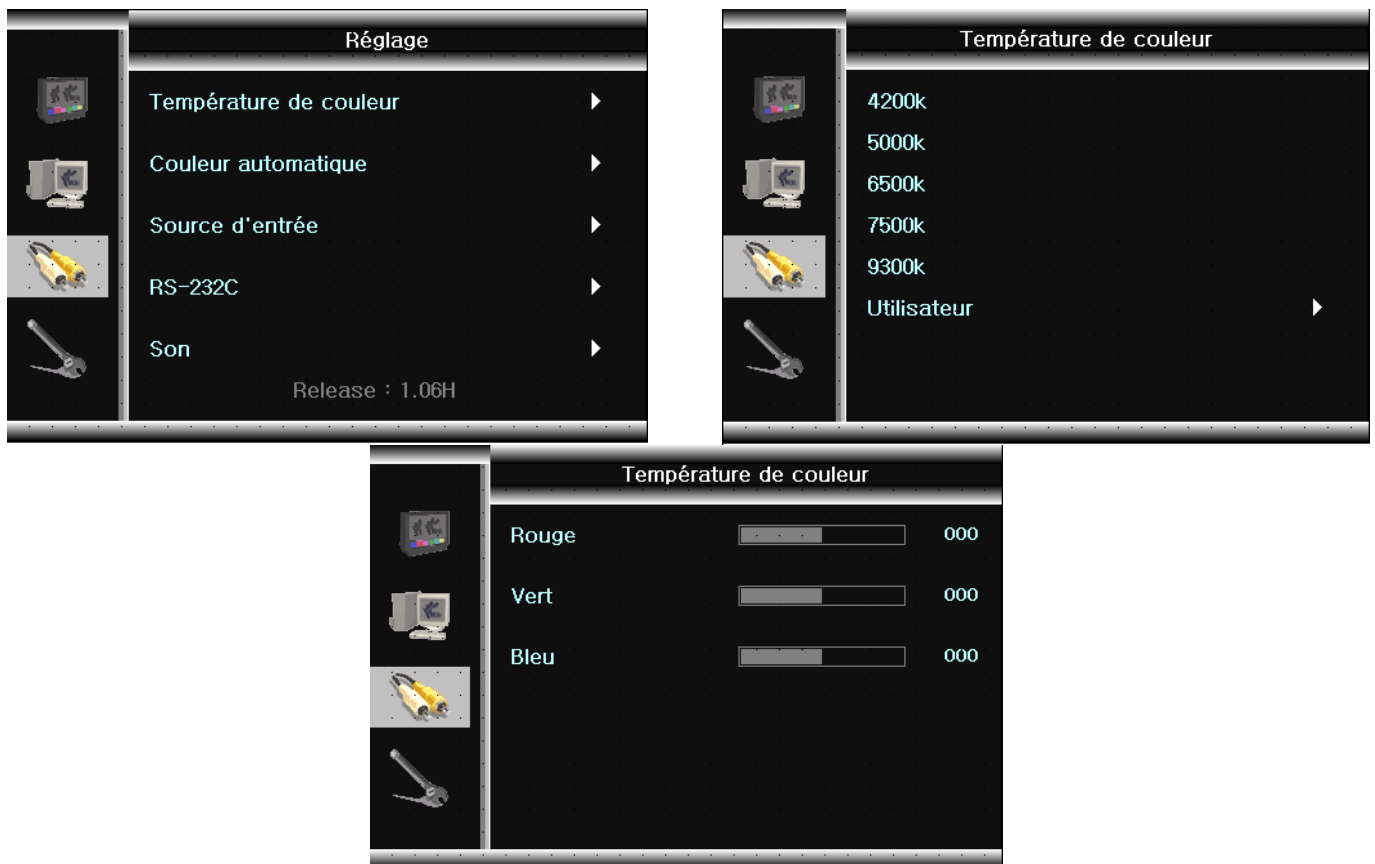 Réglage
Température de couleur
Couleur automatique
Source d'entrée
RS-232C
Son
Release : 1.06H
Température de couleur
4200k
5000k
6500k
7500k
9300k
Utilisateur
Température de couleur
Rouge 000
Vert 000
Bleu 000